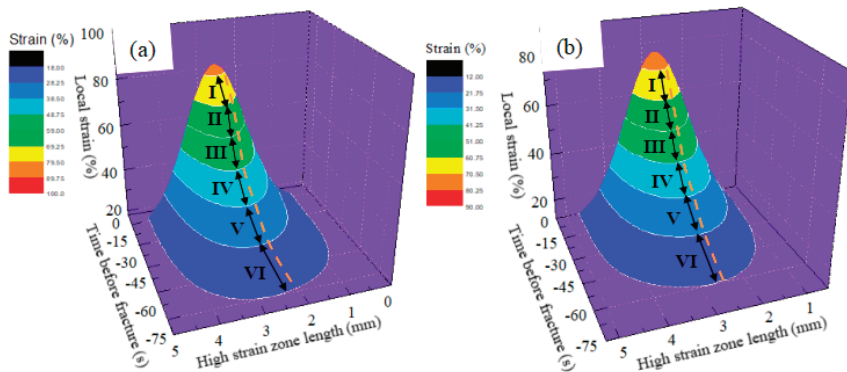 Strain (%)
18.00
28.25
38.50
48.75
59.00
69.25
79.50
89.75
100.0
(a)
100
80
60
40
20
Local strain (%)
0
-15
-30
-45
-60
-75
Time before fracture (s)
5
4
3
2
1
0
High strain zone length (mm)
I
II
III
IV
V
VI
Strain (%)
12.00
21.75
31.50
41.25
51.00
60.75
70.50
80.25
90.00
(b)
80
60
40
20
0
Local strain (%)
0
-15
-30
-45
-60
-75
Time before fracture (s)
5
4
3
2
1
High strain zone length (mm)
I
II
III
IV
V
VI